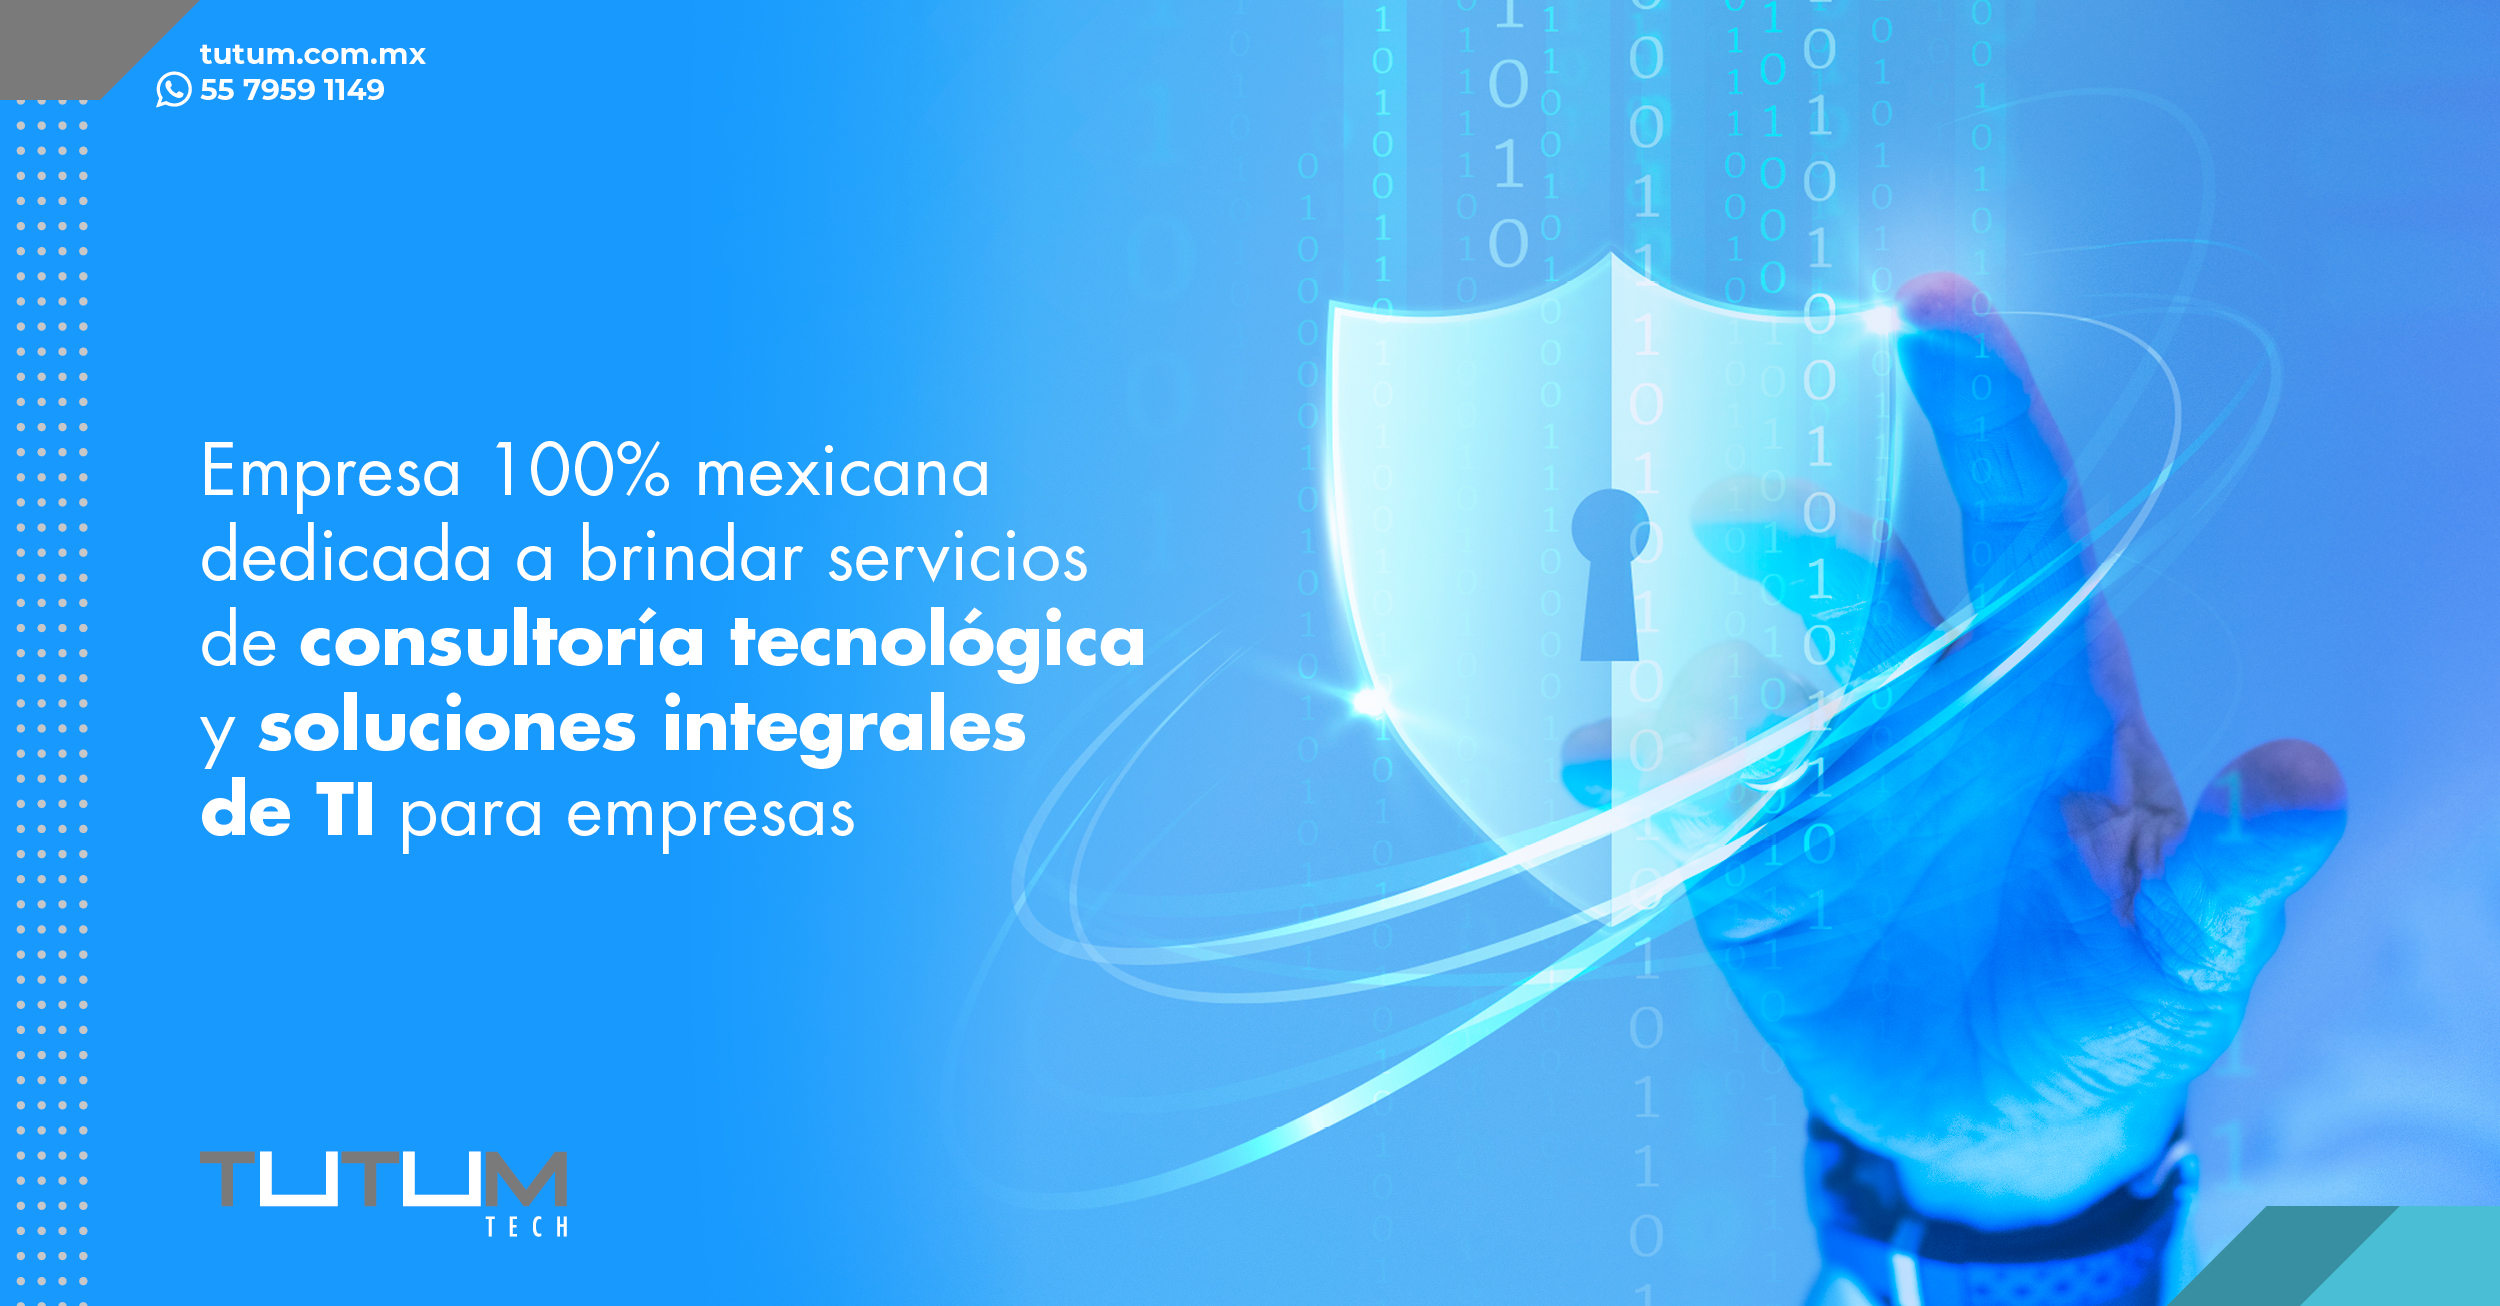 tutum.com.mx
55 7959 1149
Empresa 100% mexicana
dedicada a brindar servicios
de consultoría tecnológica
y soluciones integrales
de TI para empresas
TUTUM
TECH